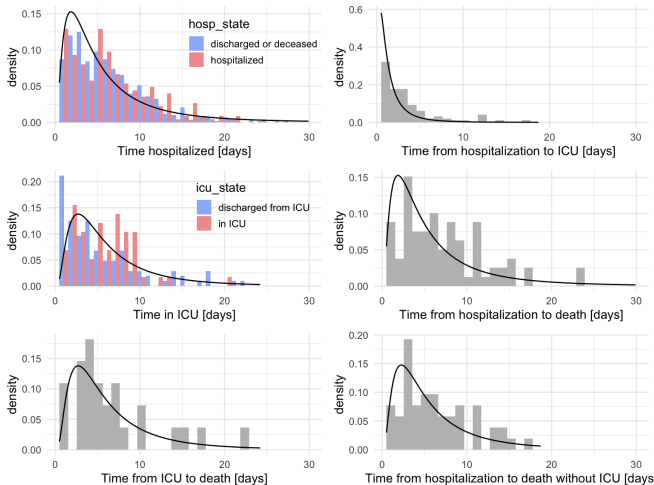 hosp_state
discharged or deceased
hospitalized
density
0.15
0.10
0.05
0.00
0
10
20
30
Time hospitalized [days]
density
0.6
0.4
0.2
0.0
0
10
20
30
Time from hospitalization to ICU [days]
icu_state
discharged from ICU
in ICU
density
0.20
0.15
0.10
0.05
0.00
0
10
20
30
Time in ICU [days]
density
0.15
0.10
0.05
0.00
0
10
20
30
Time from hospitalization to death [days]
density
0.15
0.10
0.05
0.00
0
10
20
30
Time from ICU to death [days]
density
0.20
0.15
0.10
0.05
0.00
0
10
20
30
Time from hospitalization to death without ICU [days